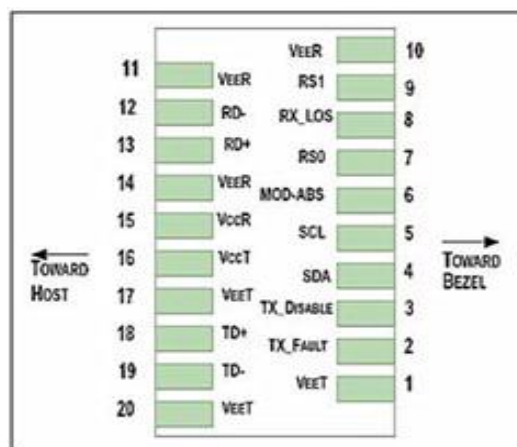 11 VEER
12 RD-
13 RD+
14 VEER
15 VCCR
16 VCCT
17 VEET
18 TD+
19 TD-
20 VEET
VEER 10
RS1 9
RX_LOS 8
RS0 7
MOD-ABS 6
SCL 5
SDA 4
TX_DISABLE 3
TX_FAULT 2
VEET 1
TOWARD
HOST
TOWARD
BEZEL